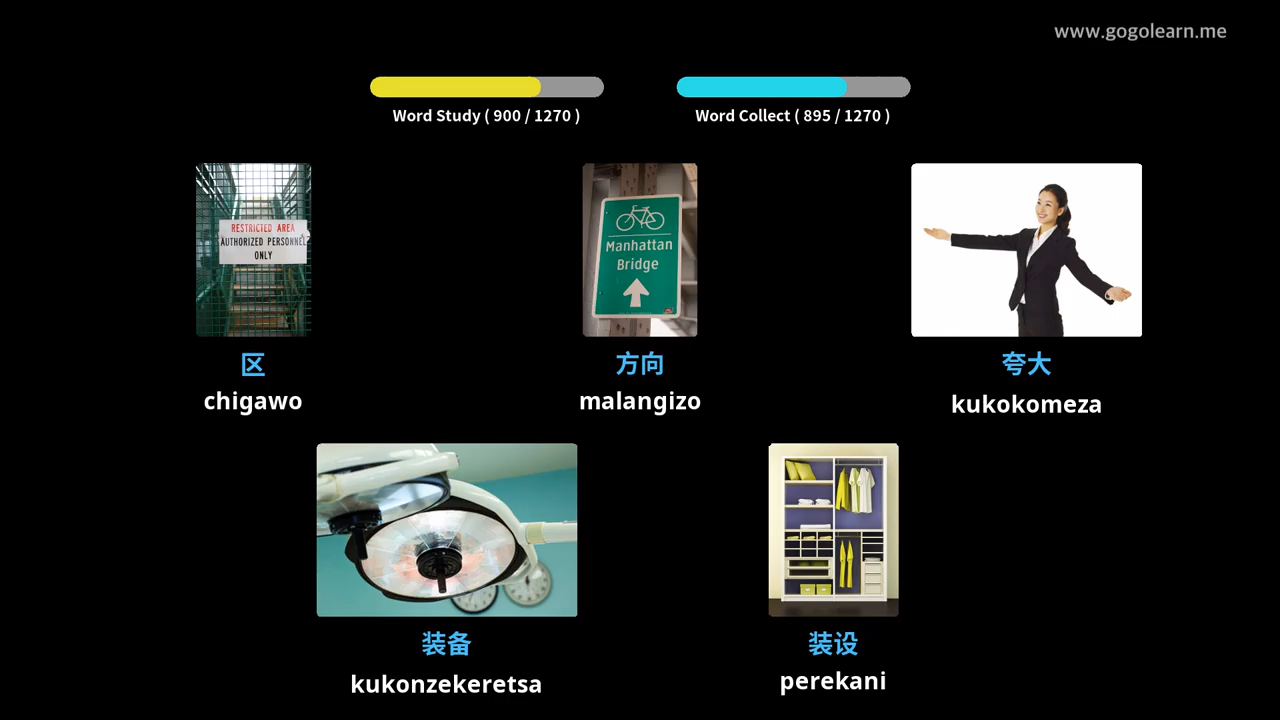 www.gogolearn.me
Word Study ( 900 / 1270 )
Word Collect ( 895 / 1270 )
RESTRICTED AREA
AUTHORIZED PERSONNEL
ONLY
Manhattan
Bridge
区
方向
夸大
chigawo
malangizo
kukokomeza
装备
装设
kukonzekeretsa
perekani